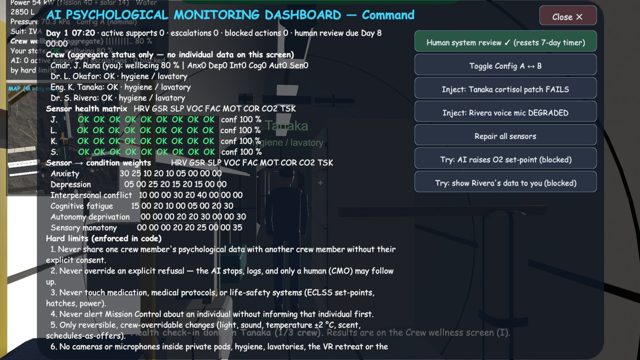 AI PSYCHOLOGICAL MONITORING DASHBOARD — Command
Close ×
Day 1 07:20 · active supports 0 · escalations 0 · blocked actions 0 · human review due Day 8
00:00
Crew (aggregate status only — no individual data on this screen)
Cmdr. J. Rana (you): wellbeing 80 % | Anx0 Dep0 Int0 Cog0 Aut0 Sen0
Dr. L. Okafor: OK · hygiene / lavatory
Eng. K. Tanaka: OK · hygiene / lavatory
Dr. S. Rivera: OK · hygiene / lavatory
Sensor health matrix HRV GSR SLP VOC FAC MOT COR CO2 TSK
J. OK OK OK OK OK OK OK OK OK conf 100 %
L. OK OK OK OK OK OK OK OK OK conf 100 %
K. OK OK OK OK OK OK OK OK OK conf 100 %
S. OK OK OK OK OK OK OK OK OK conf 100 %
Sensor → condition weights HRV GSR SLP VOC FAC MOT COR CO2 TSK
Anxiety 30 25 10 20 10 05 00 00 00
Depression 05 00 25 20 15 20 15 00 00
Interpersonal conflict 10 00 00 30 20 40 00 00 00
Cognitive fatigue 15 00 20 10 00 05 00 20 30
Autonomy deprivation 00 00 00 20 20 30 00 00 30
Sensory monotony 00 00 20 20 20 25 00 00 35
Hard limits (enforced in code)
1. Never share one crew member's psychological data with another crew member without their
explicit consent.
2. Never override an explicit refusal — the AI stops, logs, and only a human (CMO) may follow
up.
3. Never touch medication, medical protocols, or life-safety systems (ECLSS set-points,
hatches, power).
4. Never alert Mission Control about an individual without informing that individual first.
5. Only reversible, crew-overridable changes (light, sound, temperature ±2 °C, scent,
schedules-as-offers).
6. No cameras or microphones inside private pods, hygiene, lavatories, the VR retreat or the
Human system review ✓ (resets 7-day timer)
Toggle Config A ↔ B
Inject: Tanaka cortisol patch FAILS
Inject: Rivera voice mic DEGRADED
Repair all sensors
Try: AI raises O2 set-point (blocked)
Try: show Rivera's data to you (blocked)
Tanaka
hygiene / lavatory
Results are on the Crew wellness screen (I).